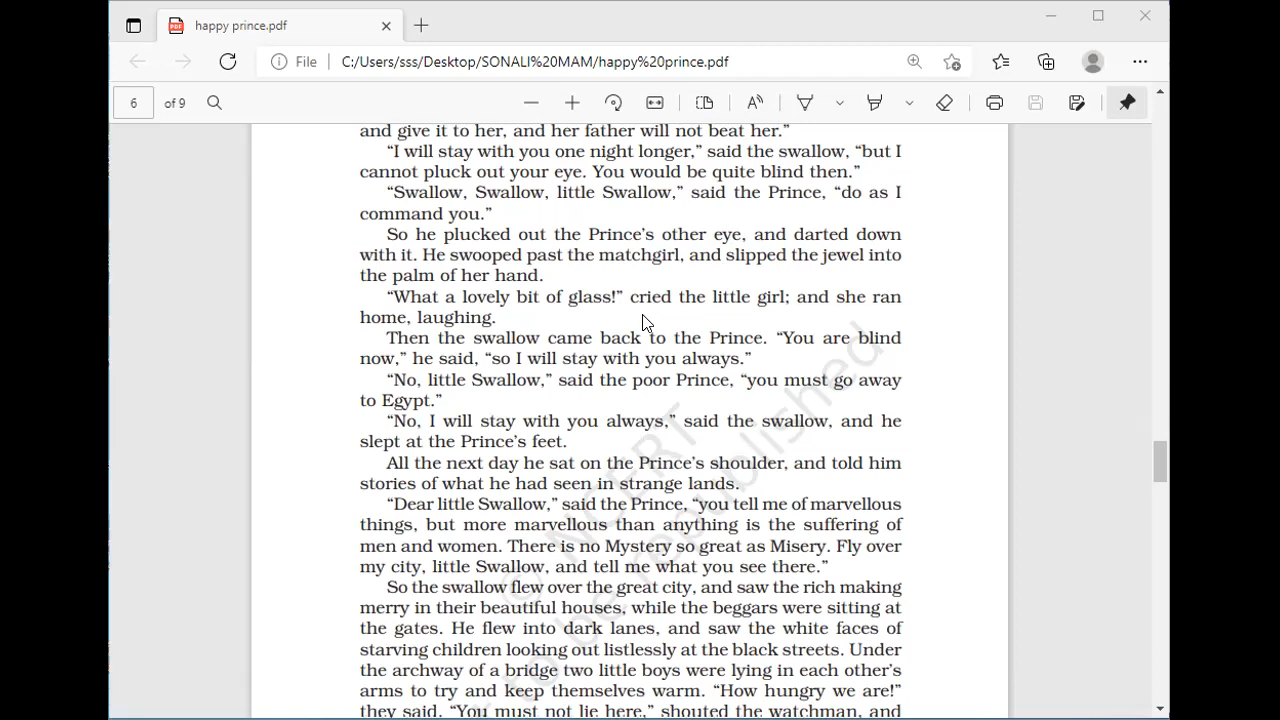 happy prince.pdf
File C:/Users/sss/Desktop/SONALI%20MAM/happy%20prince.pdf
6 of 9
and give it to her, and her father will not beat her.”
“I will stay with you one night longer,” said the swallow, “but I
cannot pluck out your eye. You would be quite blind then.”
“Swallow, Swallow, little Swallow,” said the Prince, “do as I
command you.”
So he plucked out the Prince’s other eye, and darted down
with it. He swooped past the matchgirl, and slipped the jewel into
the palm of her hand.
“What a lovely bit of glass!” cried the little girl; and she ran
home, laughing.
Then the swallow came back to the Prince. “You are blind
now,” he said, “so I will stay with you always.”
“No, little Swallow,” said the poor Prince, “you must go away
to Egypt.”
“No, I will stay with you always,” said the swallow, and he
slept at the Prince’s feet.
All the next day he sat on the Prince’s shoulder, and told him
stories of what he had seen in strange lands.
“Dear little Swallow,” said the Prince, “you tell me of marvellous
things, but more marvellous than anything is the suffering of
men and women. There is no Mystery so great as Misery. Fly over
my city, little Swallow, and tell me what you see there.”
So the swallow flew over the great city, and saw the rich making
merry in their beautiful houses, while the beggars were sitting at
the gates. He flew into dark lanes, and saw the white faces of
starving children looking out listlessly at the black streets. Under
the archway of a bridge two little boys were lying in each other’s
arms to try and keep themselves warm. “How hungry we are!”
they said. “You must not lie here,” shouted the watchman, and
© NCERT
to be republished